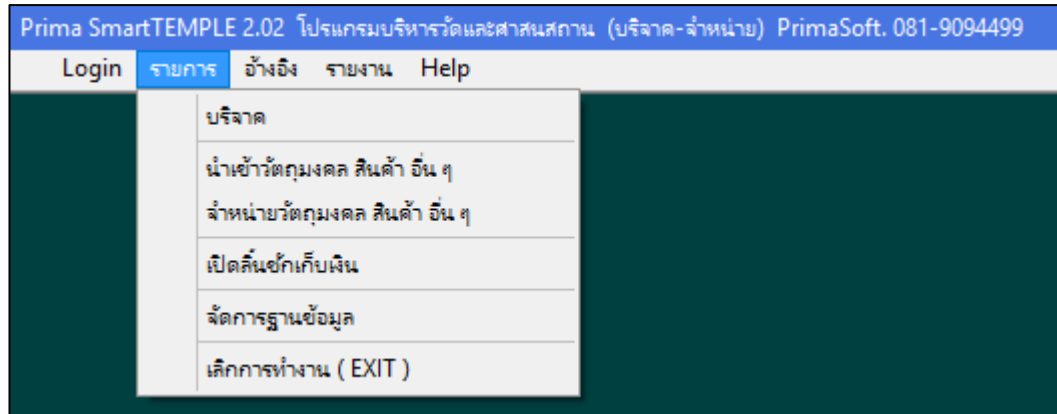 Prima SmartTEMPLE 2.02 โปรแกรมบริหารวัดและศาสนสถาน (บริจาค-จำหน่าย) PrimaSoft. 081-9094499
Login รายการ อ้างอิง รายงาน Help
บริจาค
นำเข้าวัตถุมงคล สินค้า อื่น ๆ
จำหน่ายวัตถุมงคล สินค้า อื่น ๆ
เปิดลิ้นชักเก็บเงิน
จัดการฐานข้อมูล
เลิกการทำงาน ( EXIT )